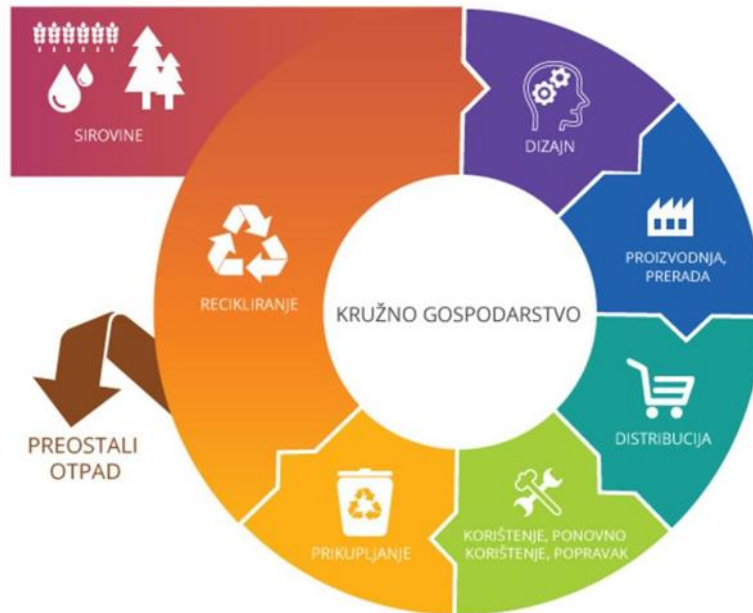 SIROVINE
DIZAJN
PROIZVODNJA,
PRERADA
RECIKLIRANJE
KRUŽNO GOSPODARSTVO
DISTRIBUCIJA
PREOSTALI
OTPAD
KORIŠTENJE, PONOVNO
KORIŠTENJE, POPRAVAK
PRIKUPLJANJE